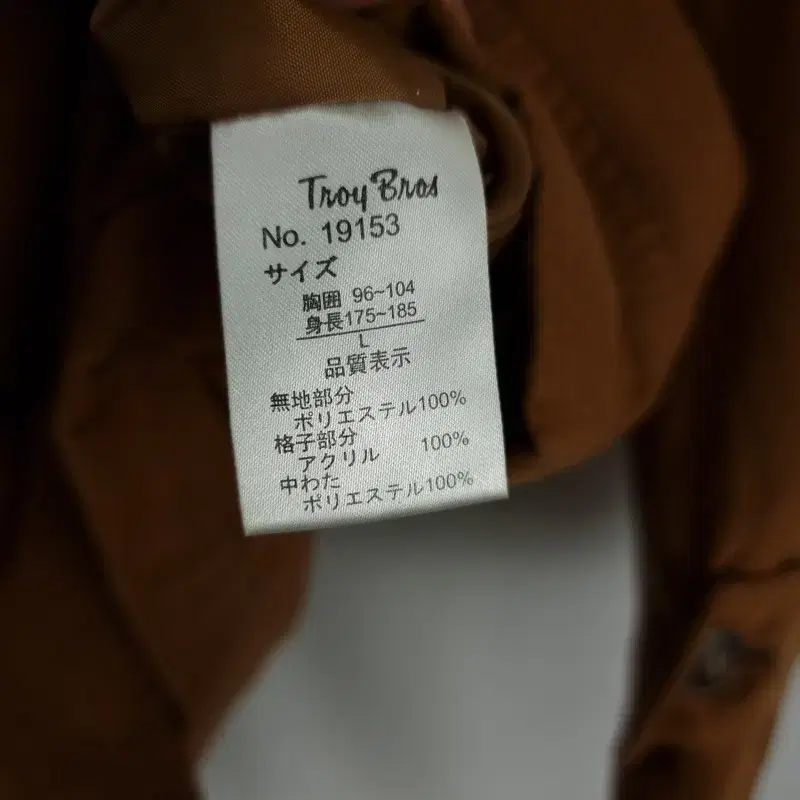 Troy Bros
No. 19153
サイズ
胸囲 96~104
身長175~185
L
品質表示
無地部分
ポリエステル100%
格子部分
アクリル 100%
中わた
ポリエステル100%